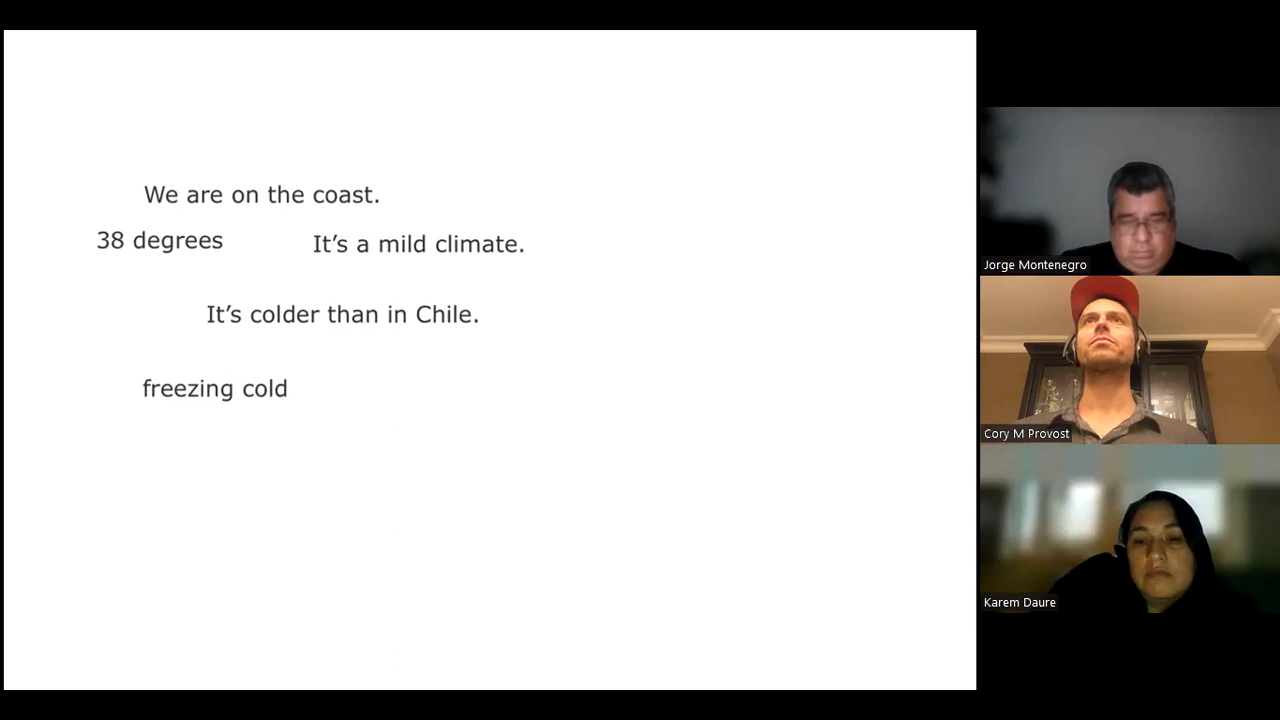 We are on the coast.
38 degrees
It’s a mild climate.
It’s colder than in Chile.
freezing cold
Jorge Montenegro
Cory M Provost
Karem Daure